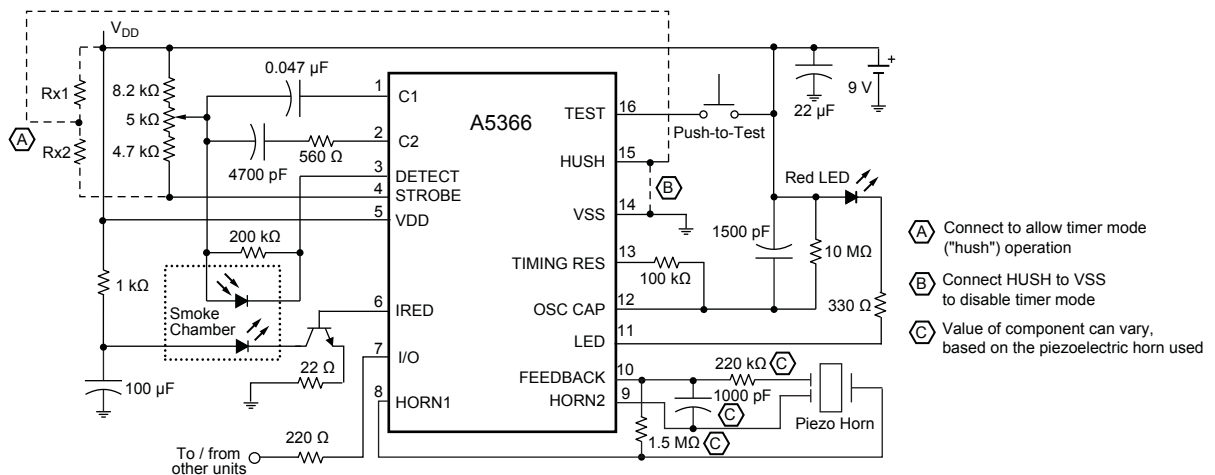 V_DD
Rx1
Rx2
A
8.2 kΩ
5 kΩ
4.7 kΩ
0.047 µF
4700 pF
560 Ω
200 kΩ
1 kΩ
Smoke
Chamber
100 µF
22 Ω
220 Ω
To / from
other units
A5366
1 C1
2 C2
3 DETECT
4 STROBE
5 VDD
6 IRED
7 I/O
8 HORN1
TEST 16
HUSH 15
VSS 14
TIMING RES 13
OSC CAP 12
LED 11
FEEDBACK 10
HORN2 9
Push-to-Test
22 µF
9 V
+
B
Red LED
1500 pF
10 MΩ
100 kΩ
330 Ω
220 kΩ C
1000 pF
C
1.5 MΩ C
Piezo Horn
A Connect to allow timer mode
("hush") operation
B Connect HUSH to VSS
to disable timer mode
C Value of component can vary,
based on the piezoelectric horn used